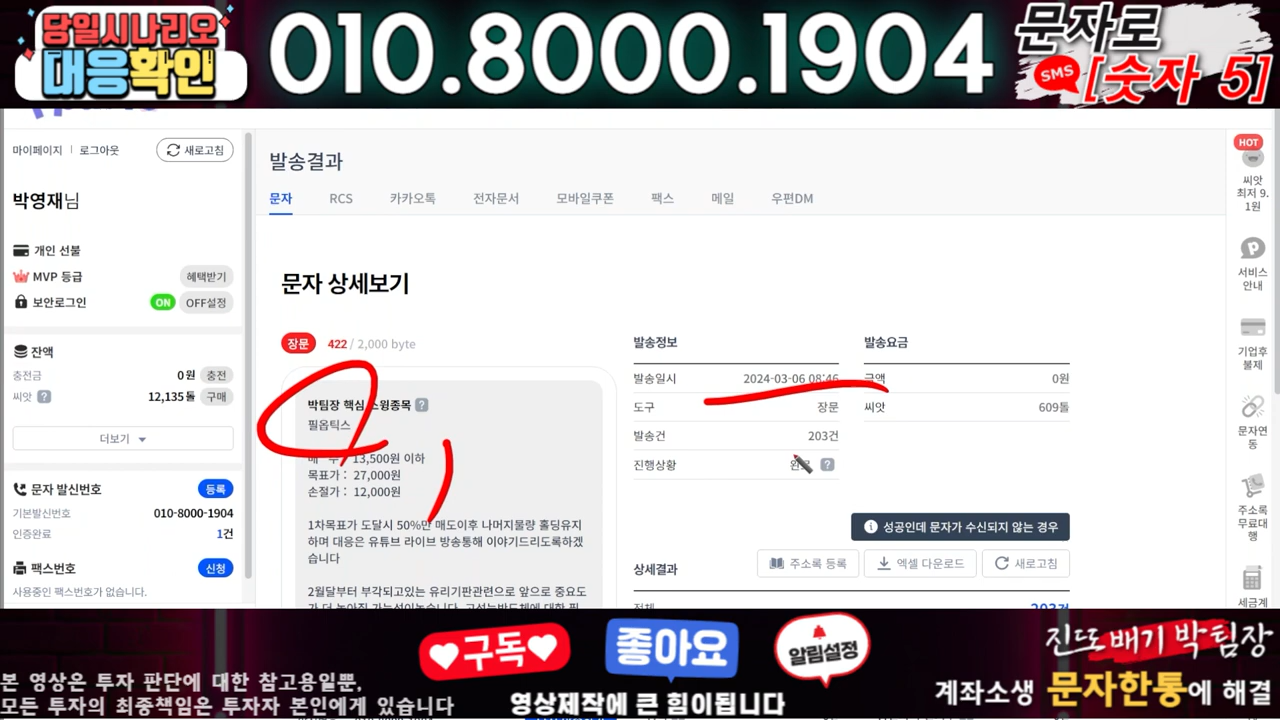 당일시나리오
대응확인
010.8000.1904
문자로
SMS
[숫자 5]
마이페이지
로그아웃
새로고침
박영재님
개인 선불
MVP 등급
혜택받기
보안로그인
ON
OFF설정
잔액
충전금
0원
충전
씨앗 ?
12,135톨
구매
더보기
문자 발신번호
등록
기본발신번호
010-8000-1904
인증완료
1건
팩스번호
신청
사용중인 팩스번호가 없습니다.
발송결과
문자
RCS
카카오톡
전자문서
모바일쿠폰
팩스
메일
우편DM
문자 상세보기
장문
422 / 2,000 byte
박팀장 핵심 스윙종목 ?
필옵틱스
매 수 : 13,500원 이하
목표가 : 27,000원
손절가 : 12,000원
1차목표가 도달시 50%만 매도이후 나머지물량 홀딩유지
하며 대응은 유튜브 라이브 방송통해 이야기드리도록하겠
습니다
2월달부터 부각되고있는 유리기판관련으로 앞으로 중요도
발송정보
발송일시
2024-03-06 08:46
도구
장문
발송건
203건
진행상황
완료 ?
발송요금
금액
0원
씨앗
609톨
성공인데 문자가 수신되지 않는 경우
상세결과
주소록 등록
엑셀 다운로드
새로고침
전체
203건
HOT
씨앗
최저 9.
1원
서비스
안내
기업후
불제
문자연
동
주소록
무료대
행
세금계
본 영상은 투자 판단에 대한 참고용일뿐,
모든 투자의 최종책임은 투자자 본인에게 있습니다
구독
좋아요
알림설정
영상제작에 큰 힘이됩니다
진또배기 박팀장
계좌소생 문자한통에 해결